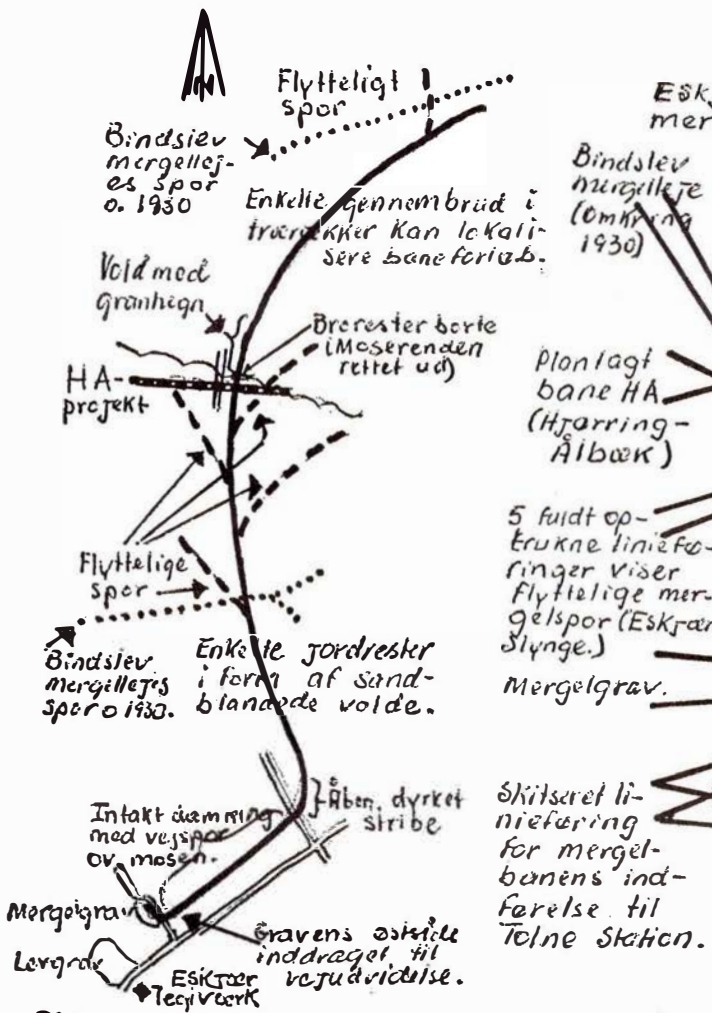 N
Flytteligt
spor
Bindslev
mergellej-
es spor
o. 1930
Enkelte gennembrud i
trærækker kan lokali-
sere baneforløb.
Vold med
granhegn
Brorester borte
(Moserenden
rettet ud)
HA-
projekt
Flyttelige
spor
Bindslev
mergellejes
spor o 1930.
Enkelte jordrester
i form af sand-
blandede volde.
Åben, dyrket
stribe
Intakt dæmning
med vejspor
ov. mosen.
Mergelgrav
Lergrav
Gravens østside
inddraget til
vejudvidelse.
Eskjær
Teglværk
Esk
mer
Bindslev
mergelleje
(omkring
1930)
Planlagt
bane HA
(Hjørring-
Ålbæk)
5 fuldt op-
trukne liniefø-
ringer viser
flyttelige mer-
gelspor (Eskjær
Slynge.)
Mergelgrav.
Skitseret li-
nieføring
for mergel-
banens ind-
førelse til
Tolne Station.